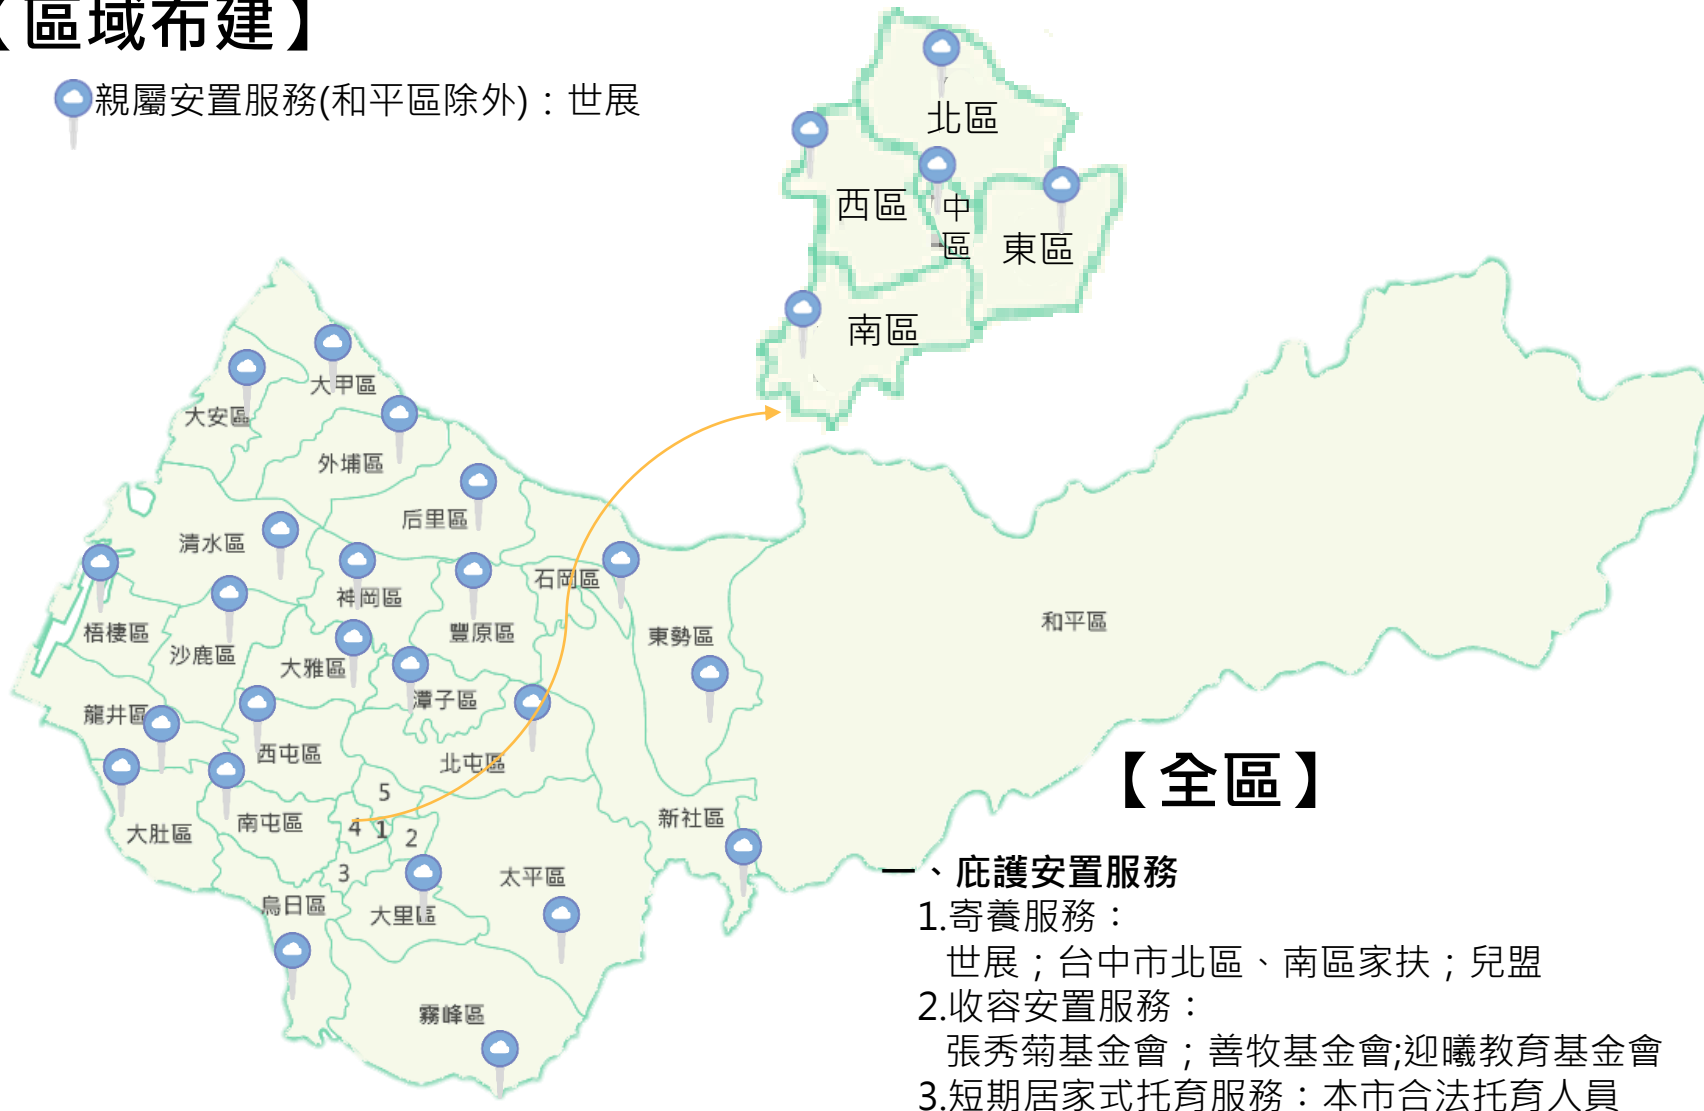 【區域布建】
親屬安置服務(和平區除外)：世展
北區
西區
中區
東區
南區
大甲區
大安區
外埔區
后里區
清水區
神岡區
石岡區
豐原區
梧棲區
沙鹿區
大雅區
東勢區
和平區
潭子區
龍井區
西屯區
北屯區
5
4
1
2
3
南屯區
大肚區
新社區
太平區
烏日區
大里區
霧峰區
【全區】
一、庇護安置服務
1.寄養服務：
世展；台中市北區、南區家扶；兒盟
2.收容安置服務：
張秀菊基金會；善牧基金會;迎曦教育基金會
3.短期居家式托育服務：本市合法托育人員